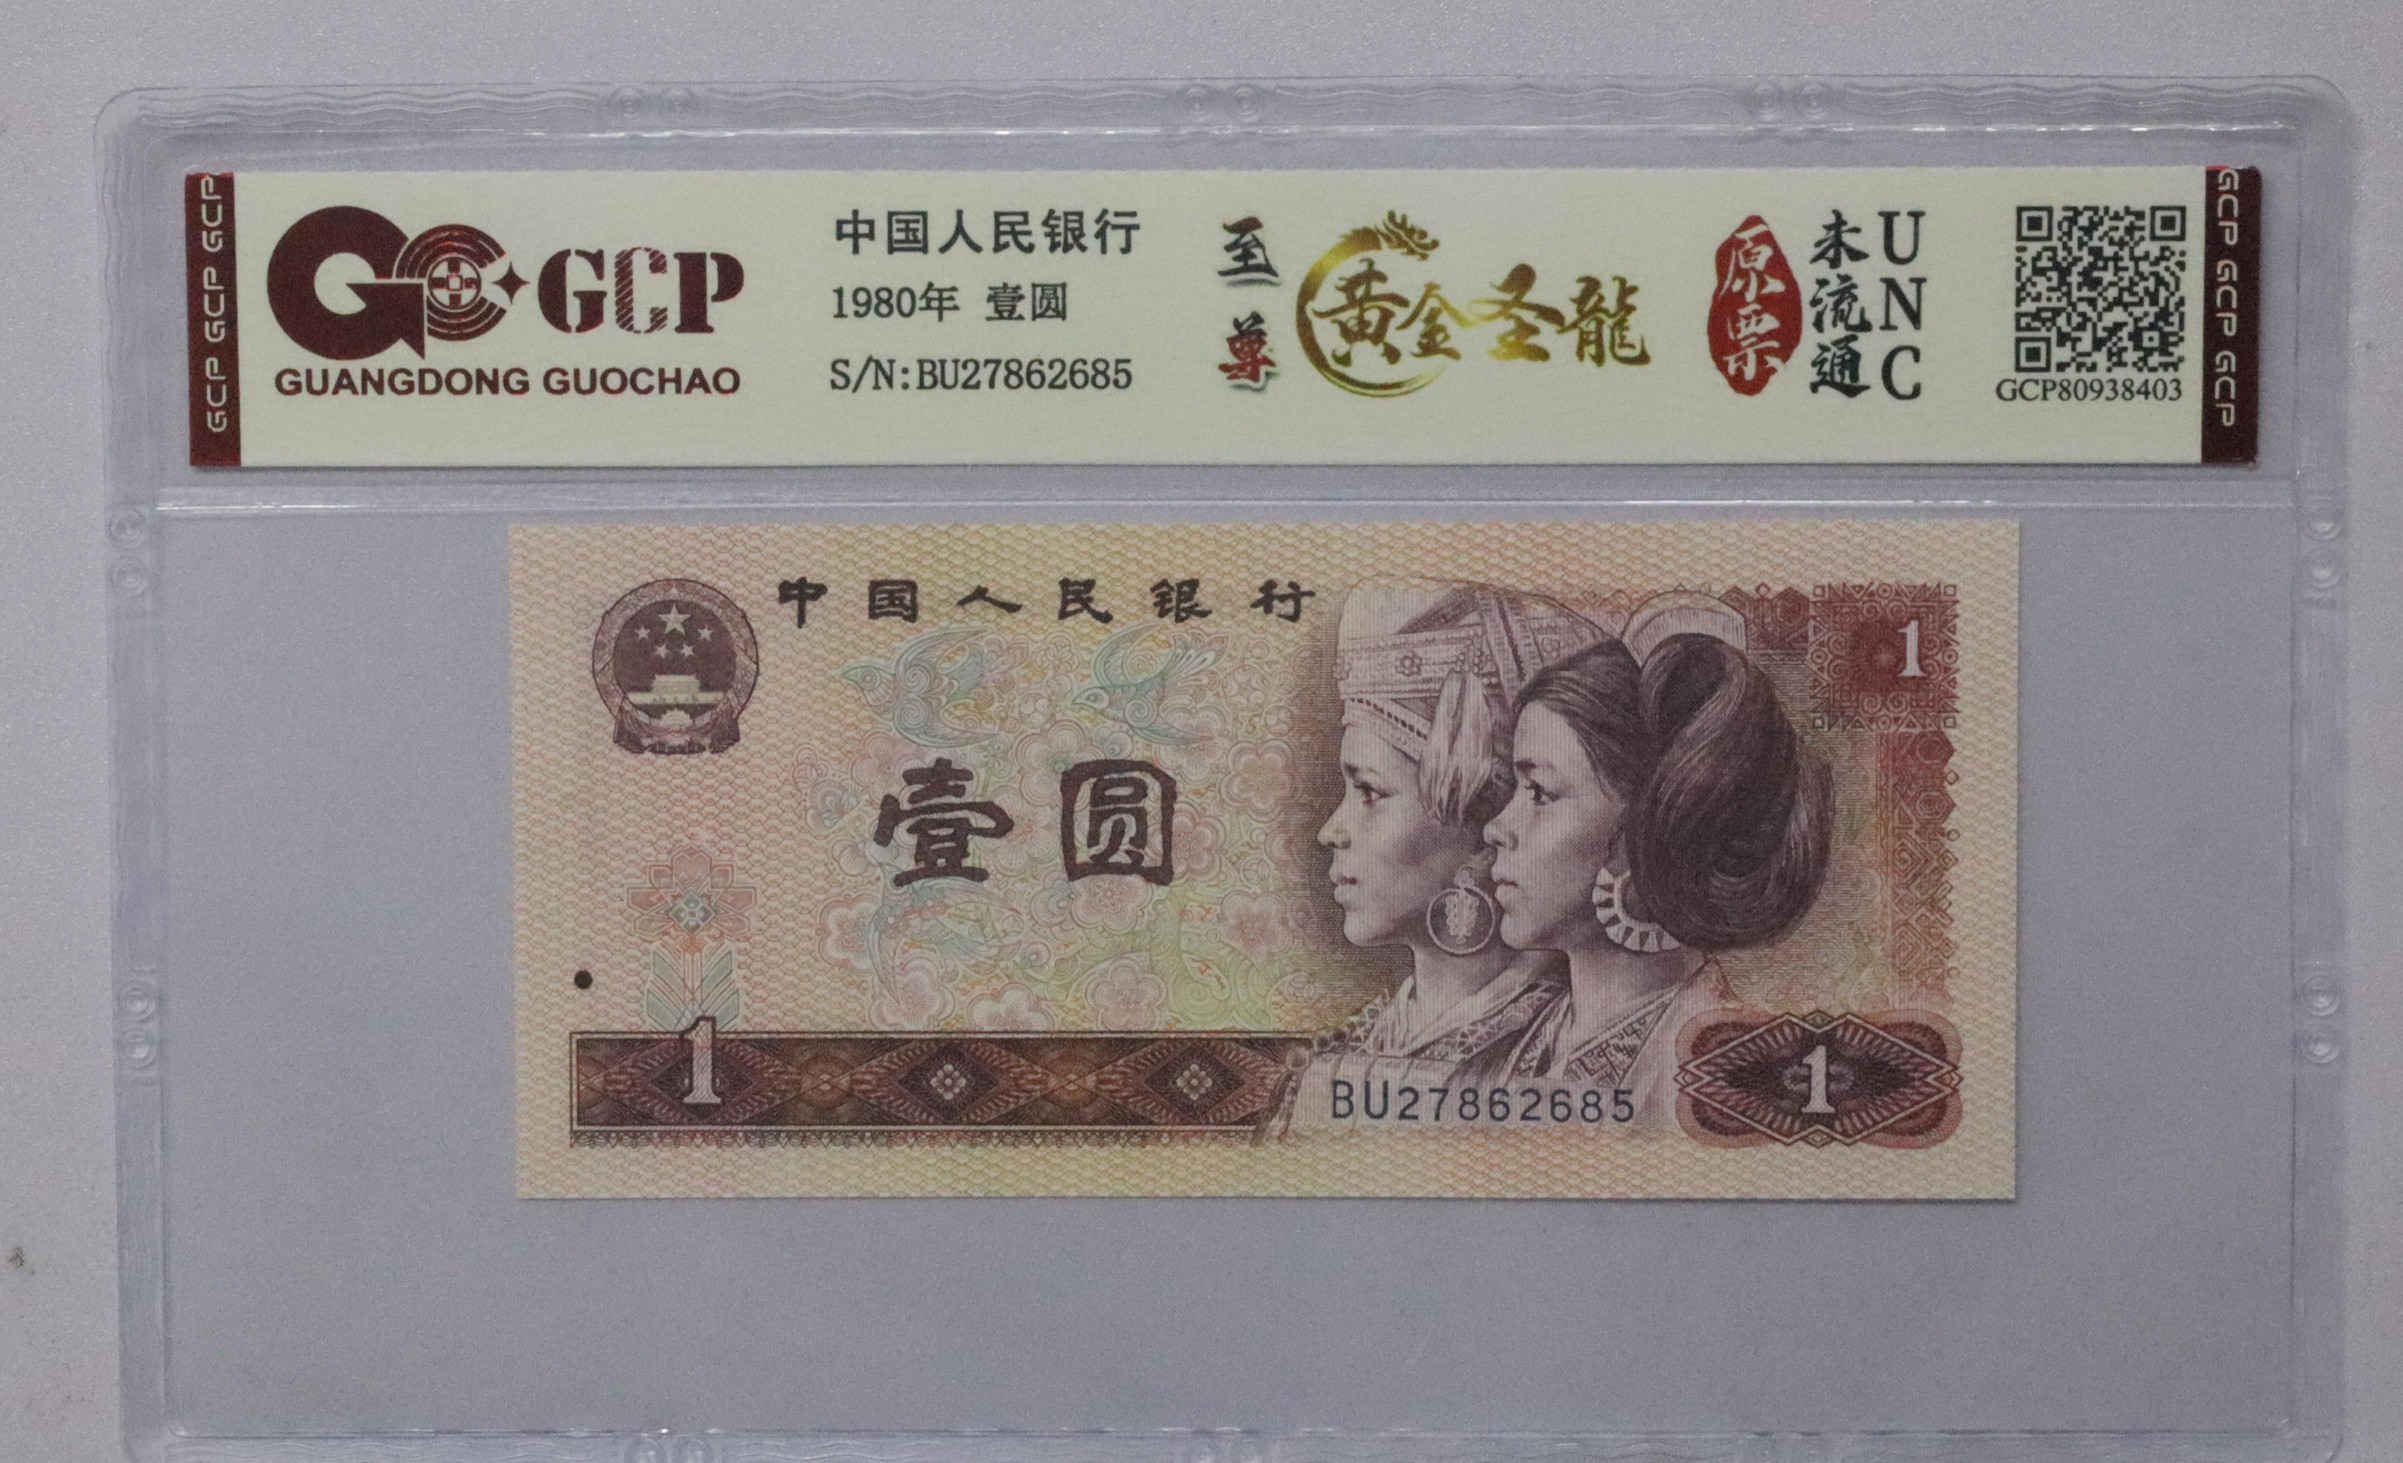 GCP GCP GCP
GCP
GUANGDONG GUOCHAO
中国人民银行
1980年 壹圆
S/N:BU27862685
至尊
黄金圣龍
原票
未流通
UNC
GCP80938403
GCP GCP GCP
中国人民银行
1
壹圆
1
BU27862685
1